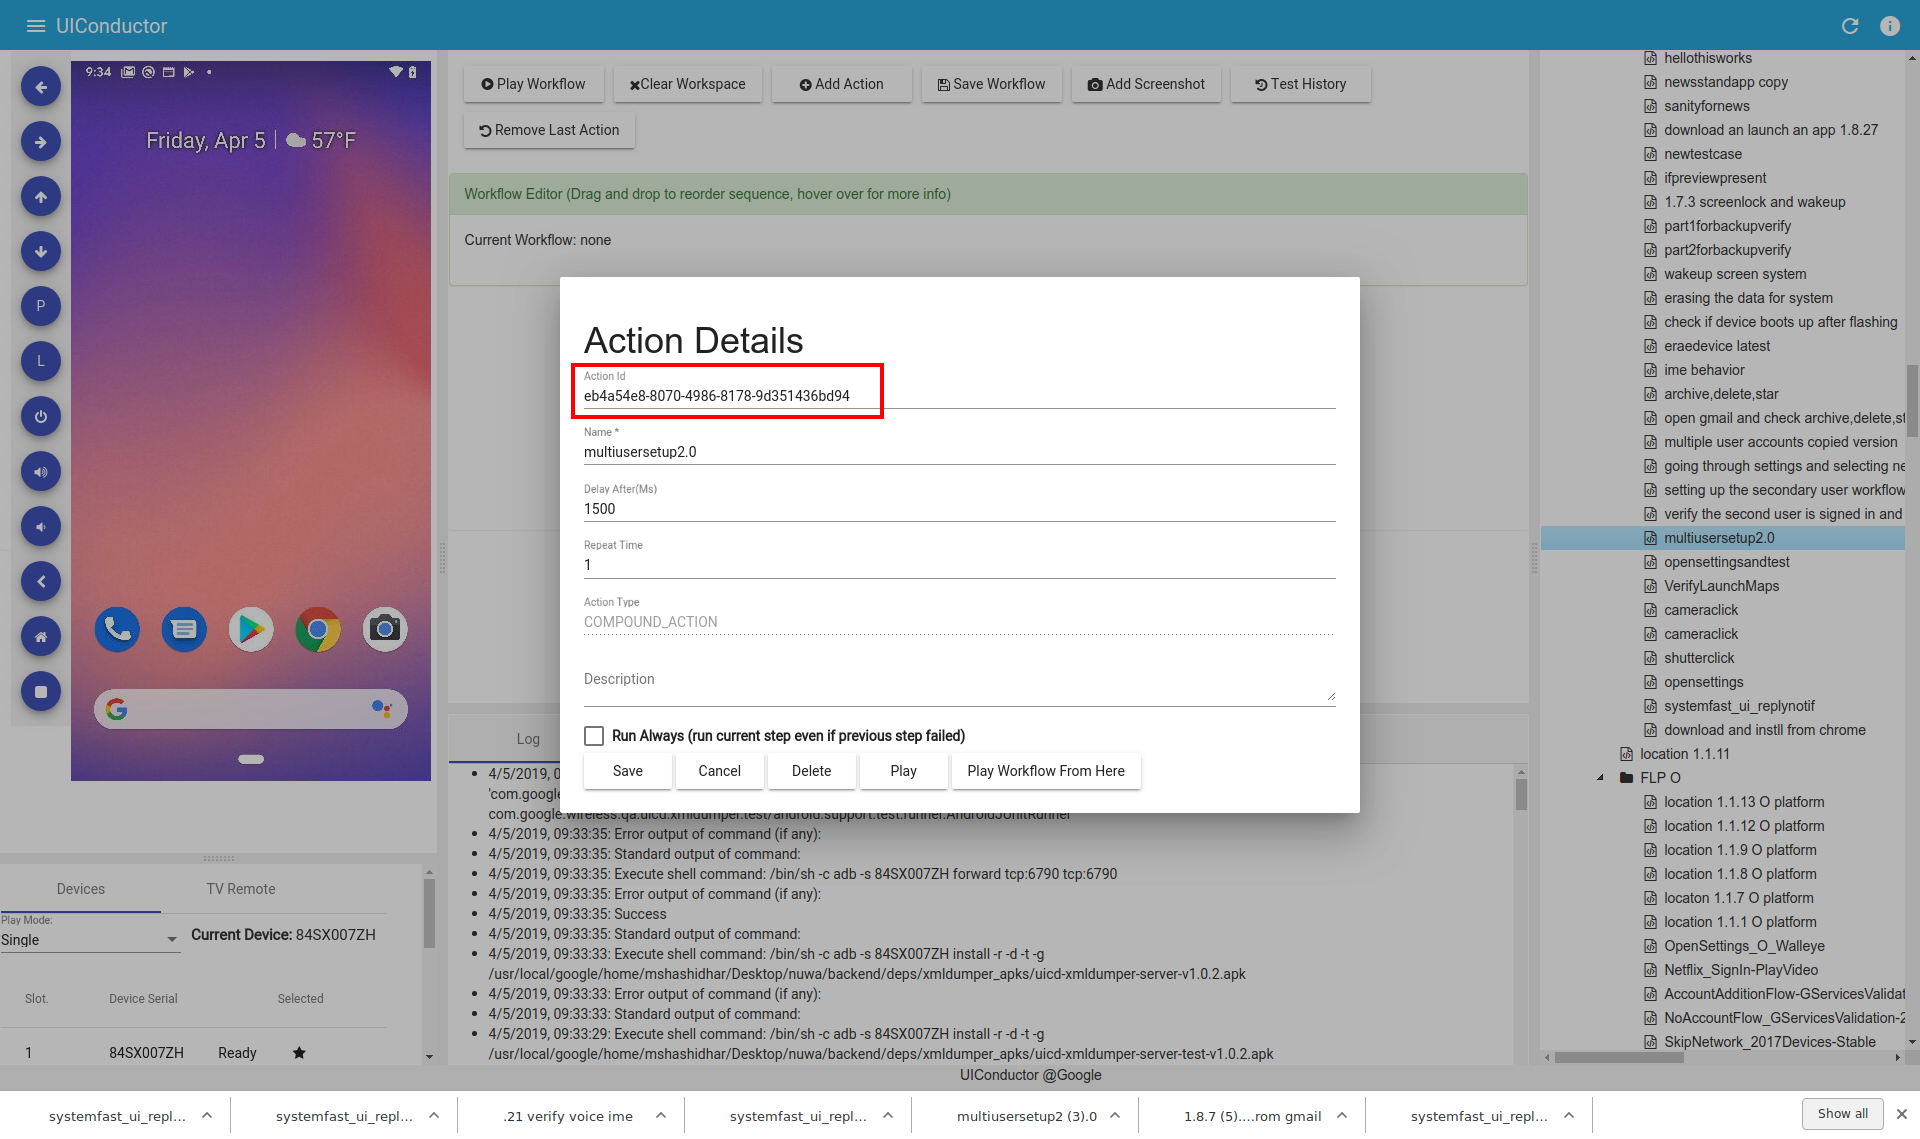 UIConductor
9:34
Friday, Apr 5 57°F
P
L
Play Workflow
Clear Workspace
Add Action
Save Workflow
Add Screenshot
Test History
Remove Last Action
Workflow Editor (Drag and drop to reorder sequence, hover over for more info)
Current Workflow: none
Action Details
Action Id
eb4a54e8-8070-4986-8178-9d351436bd94
Name *
multiusersetup2.0
Delay After(Ms)
1500
Repeat Time
1
Action Type
COMPOUND_ACTION
Description
Run Always (run current step even if previous step failed)
Save
Cancel
Delete
Play
Play Workflow From Here
Log
4/5/2019, 0
'com.google
com.google.wireless.qa.uicd.xmldumper.test/android.support.test.runner.AndroidJUnitRunner
4/5/2019, 09:33:35: Error output of command (if any):
4/5/2019, 09:33:35: Standard output of command:
4/5/2019, 09:33:35: Execute shell command: /bin/sh -c adb -s 84SX007ZH forward tcp:6790 tcp:6790
4/5/2019, 09:33:35: Error output of command (if any):
4/5/2019, 09:33:35: Success
4/5/2019, 09:33:35: Standard output of command:
4/5/2019, 09:33:33: Execute shell command: /bin/sh -c adb -s 84SX007ZH install -r -d -t -g
/usr/local/google/home/mshashidhar/Desktop/nuwa/backend/deps/xmldumper_apks/uicd-xmldumper-server-v1.0.2.apk
4/5/2019, 09:33:33: Error output of command (if any):
4/5/2019, 09:33:33: Standard output of command:
4/5/2019, 09:33:29: Execute shell command: /bin/sh -c adb -s 84SX007ZH install -r -d -t -g
/usr/local/google/home/mshashidhar/Desktop/nuwa/backend/deps/xmldumper_apks/uicd-xmldumper-server-test-v1.0.2.apk
Devices
TV Remote
Play Mode:
Single
Current Device: 84SX007ZH
Slot. Device Serial Selected
1 84SX007ZH Ready
hellothisworks
newsstandapp copy
sanityfornews
download an launch an app 1.8.27
newtestcase
ifpreviewpresent
1.7.3 screenlock and wakeup
part1forbackupverify
part2forbackupverify
wakeup screen system
erasing the data for system
check if device boots up after flashing
eraedevice latest
ime behavior
archive,delete,star
open gmail and check archive,delete,st
multiple user accounts copied version
going through settings and selecting ne
setting up the secondary user workflow
verify the second user is signed in and
multiusersetup2.0
opensettingsandtest
VerifyLaunchMaps
cameraclick
cameraclick
shutterclick
opensettings
systemfast_ui_replynotif
download and instll from chrome
location 1.1.11
FLP O
location 1.1.13 O platform
location 1.1.12 O platform
location 1.1.9 O platform
location 1.1.8 O platform
locaton 1.1.7 O platform
location 1.1.1 O platform
OpenSettings_O_Walleye
Netflix_SignIn-PlayVideo
AccountAdditionFlow-GServicesValidat
NoAccountFlow_GServicesValidation-2
SkipNetwork_2017Devices-Stable
UIConductor @Google
systemfast_ui_repl...
systemfast_ui_repl...
.21 verify voice ime
systemfast_ui_repl...
multiusersetup2 (3).0
1.8.7 (5)....rom gmail
systemfast_ui_repl...
Show all